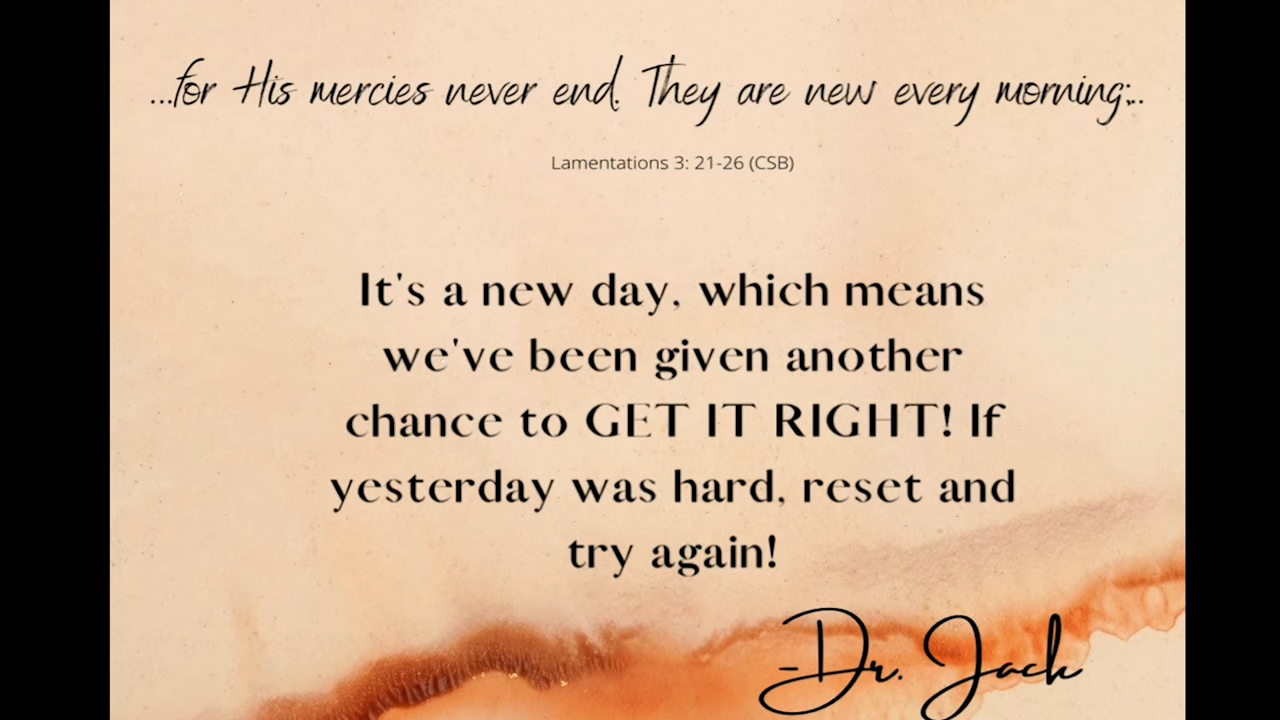 ...for His mercies never end. They are new every morning;..
Lamentations 3: 21-26 (CSB)
It's a new day, which means
we've been given another
chance to GET IT RIGHT! If
yesterday was hard, reset and
try again!
-Dr. Jack